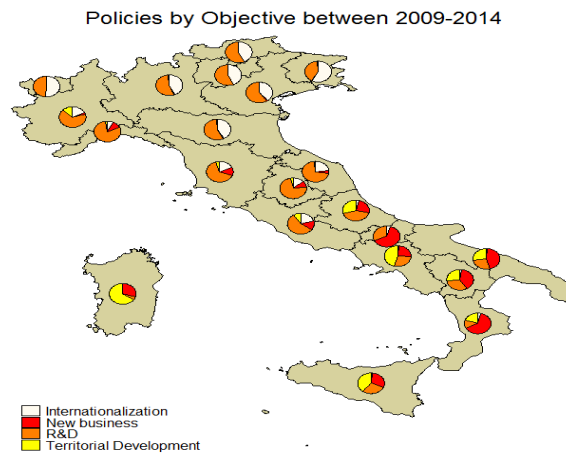 Policies by Objective between 2009-2014
Internationalization
New business
R&D
Territorial Development